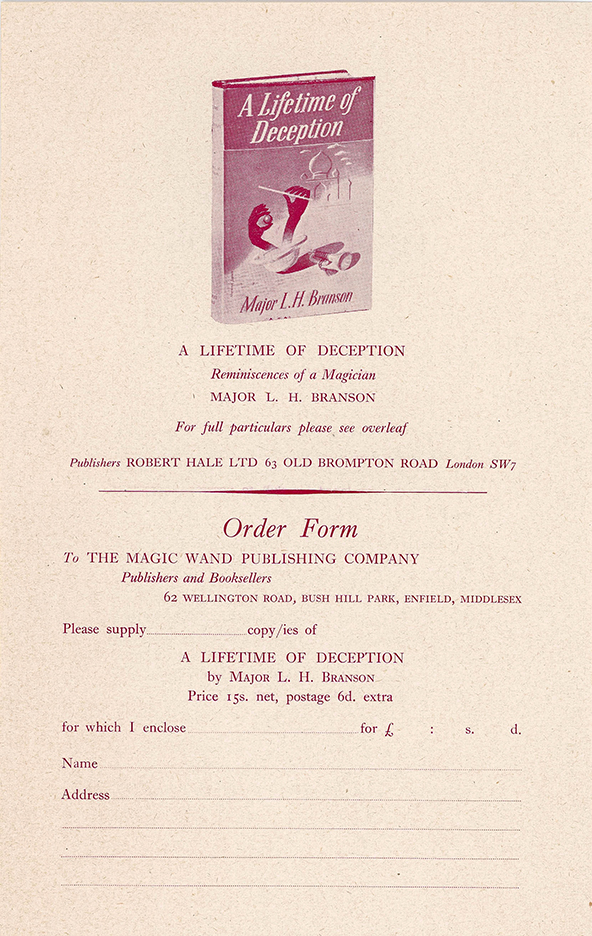 A Lifetime of
Deception
Major L.H. Branson
A LIFETIME OF DECEPTION
Reminiscences of a Magician
MAJOR L. H. BRANSON
For full particulars please see overleaf
Publishers ROBERT HALE LTD 63 OLD BROMPTON ROAD London SW7
Order Form
To THE MAGIC WAND PUBLISHING COMPANY
Publishers and Booksellers
62 WELLINGTON ROAD, BUSH HILL PARK, ENFIELD, MIDDLESEX
Please supply copy/ies of
A LIFETIME OF DECEPTION
by MAJOR L. H. BRANSON
Price 15s. net, postage 6d. extra
for which I enclose for £ : s. d.
Name
Address